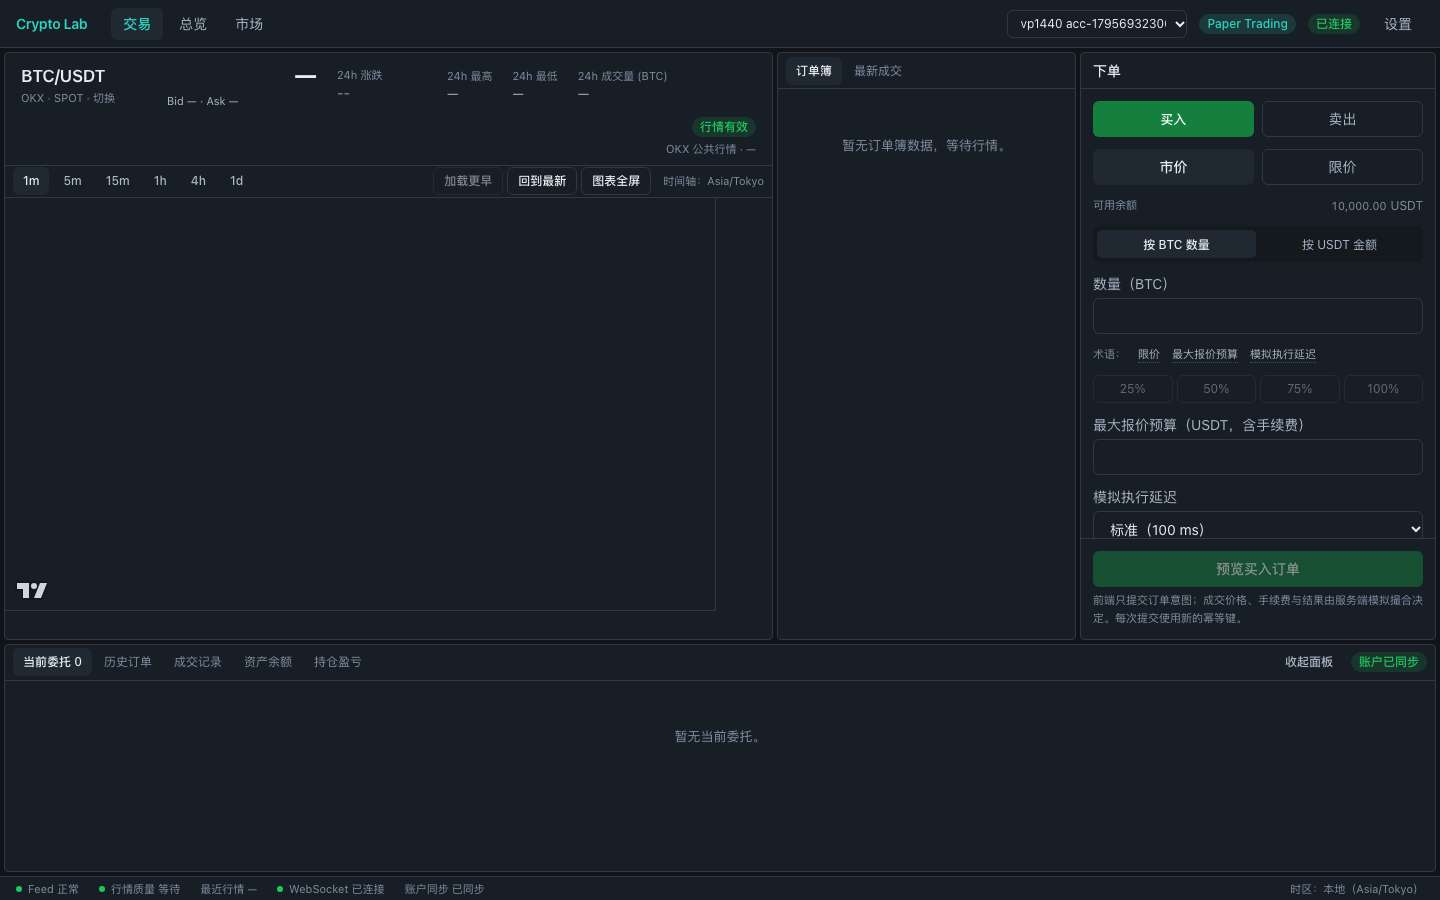 Crypto Lab 交易 总览 市场 vp1440 acc-1795693230 Paper Trading 已连接 设置
BTC/USDT
OKX · SPOT · 切换
Bid — · Ask —
—
24h 涨跌
--
24h 最高
—
24h 最低
—
24h 成交量 (BTC)
—
行情有效
OKX 公共行情 · —
1m 5m 15m 1h 4h 1d 加载更早 回到最新 图表全屏 时间轴：Asia/Tokyo
订单簿 最新成交
暂无订单簿数据，等待行情。
下单
买入 卖出
市价 限价
可用余额 10,000.00 USDT
按 BTC 数量 按 USDT 金额
数量（BTC）
术语： 限价 最大报价预算 模拟执行延迟
25% 50% 75% 100%
最大报价预算（USDT，含手续费）
模拟执行延迟
标准（100 ms）
预览买入订单
前端只提交订单意图；成交价格、手续费与结果由服务端模拟撮合决
定。每次提交使用新的幂等键。
当前委托 0 历史订单 成交记录 资产余额 持仓盈亏 收起面板 账户已同步
暂无当前委托。
Feed 正常 行情质量 等待 最近行情 — WebSocket 已连接 账户同步 已同步 时区：本地（Asia/Tokyo）